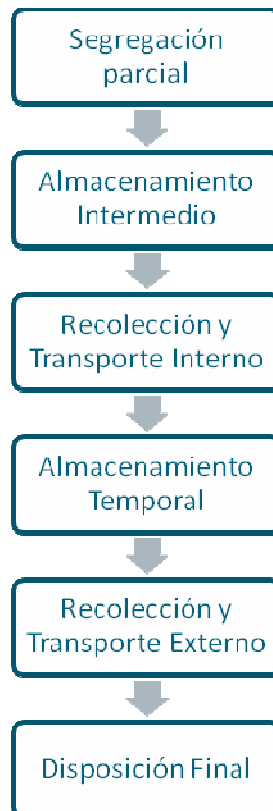 Segregación
parcial
Almacenamiento
Intermedio
Recolección y
Transporte Interno
Almacenamiento
Temporal
Recolección y
Transporte Externo
Disposición Final